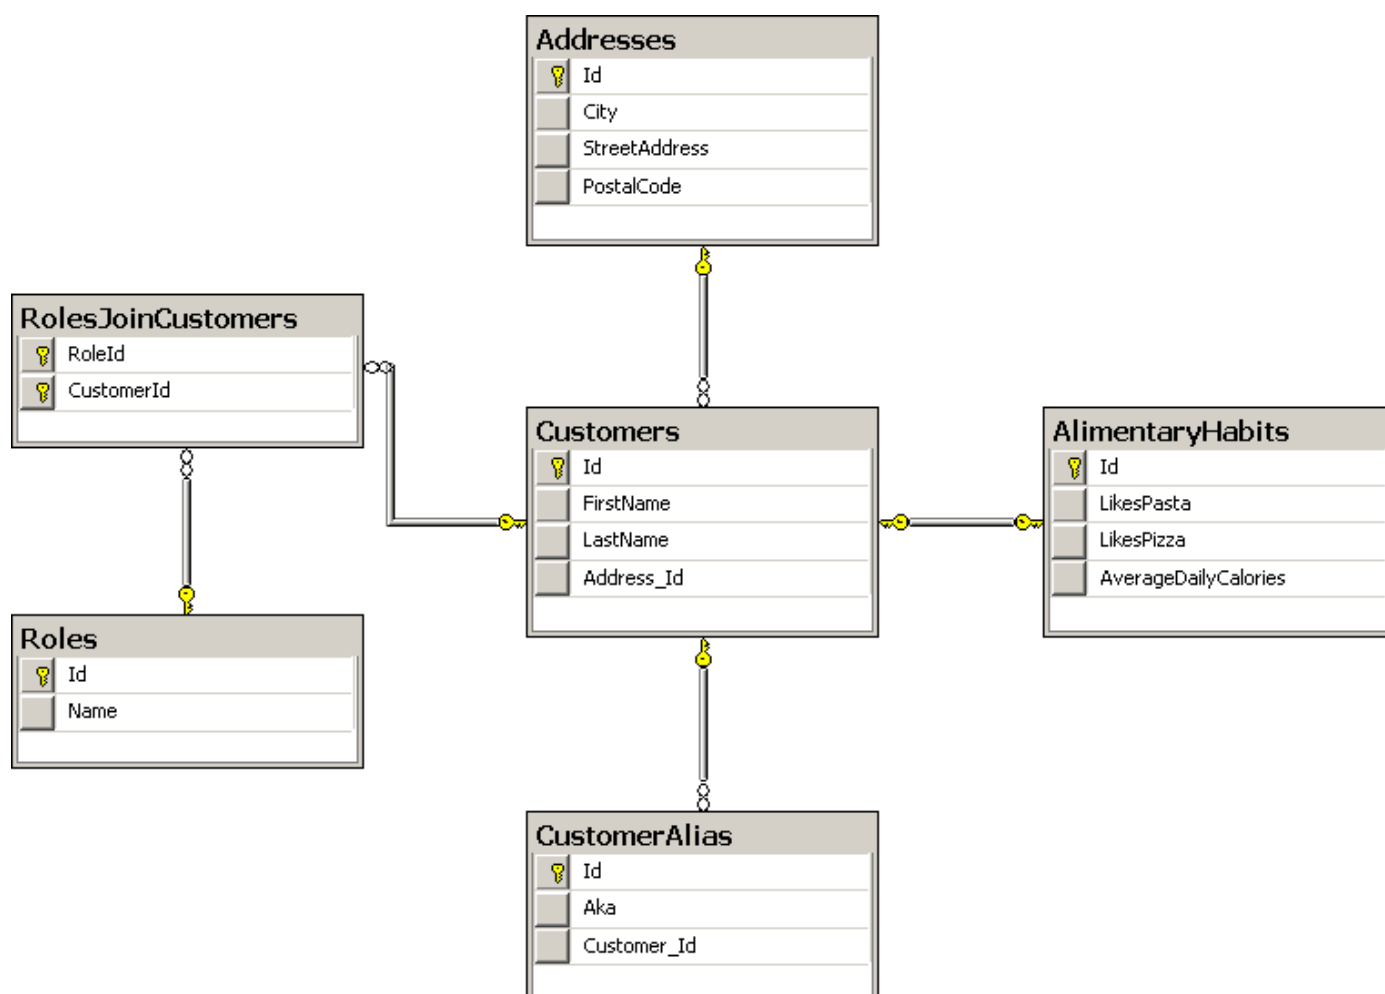 Addresses
Id
City
StreetAddress
PostalCode
RolesJoinCustomers
RoleId
CustomerId
Customers
Id
FirstName
LastName
Address_Id
AlimentaryHabits
Id
LikesPasta
LikesPizza
AverageDailyCalories
Roles
Id
Name
CustomerAlias
Id
Aka
Customer_Id